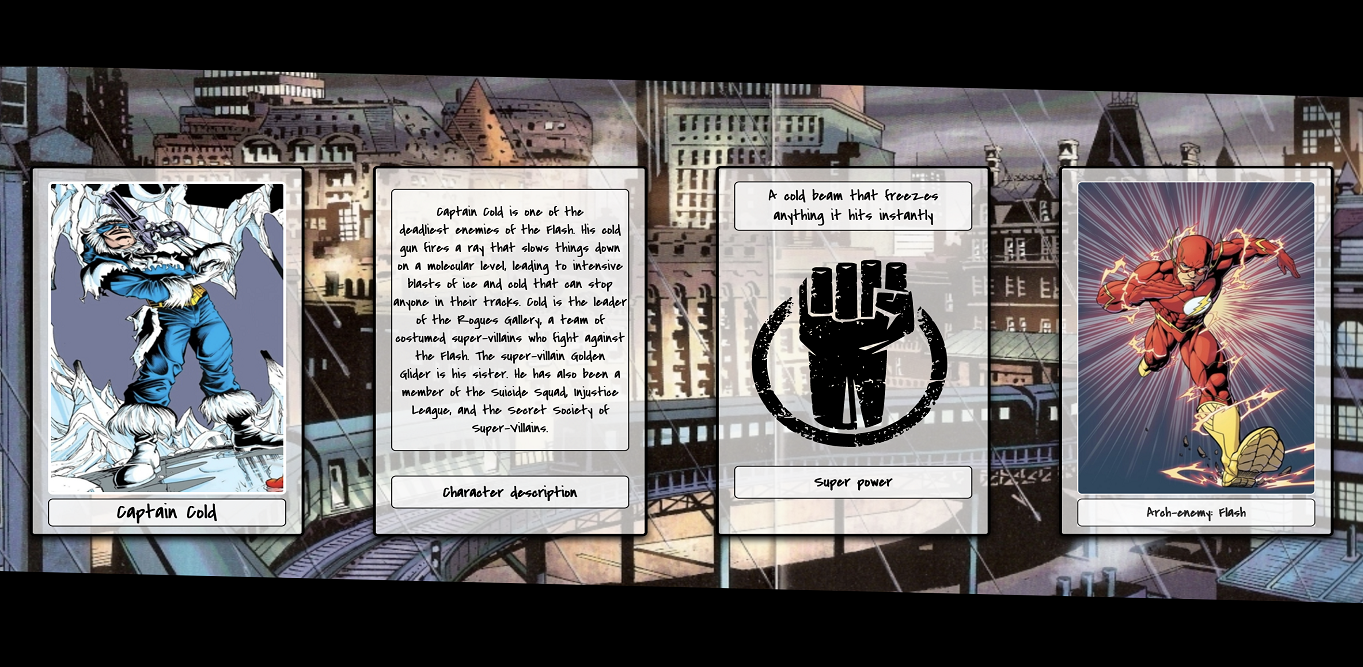 Captain Cold
Captain Cold is one of the
deadliest enemies of the Flash. His cold
gun fires a ray that slows things down
on a molecular level, leading to intensive
blasts of ice and cold that can stop
anyone in their tracks. Cold is the leader
of the Rogues Gallery, a team of
costumed super-villains who fight against
the Flash. The super-villain Golden
Glider is his sister. He has also been a
member of the Suicide Squad, Injustice
League, and the Secret Society of
Super-Villains.
Character description
A cold beam that freezes
anything it hits instantly
Super power
Arch-enemy: Flash